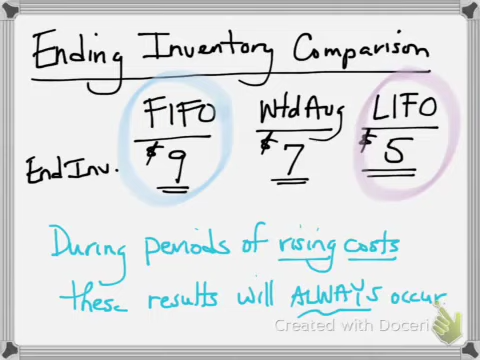 Ending Inventory Comparison
FIFO Wtd Avg LIFO
End Inv. $9 $7 $5
During periods of rising costs
these results will ALWAYS occur.
Created with Doceri